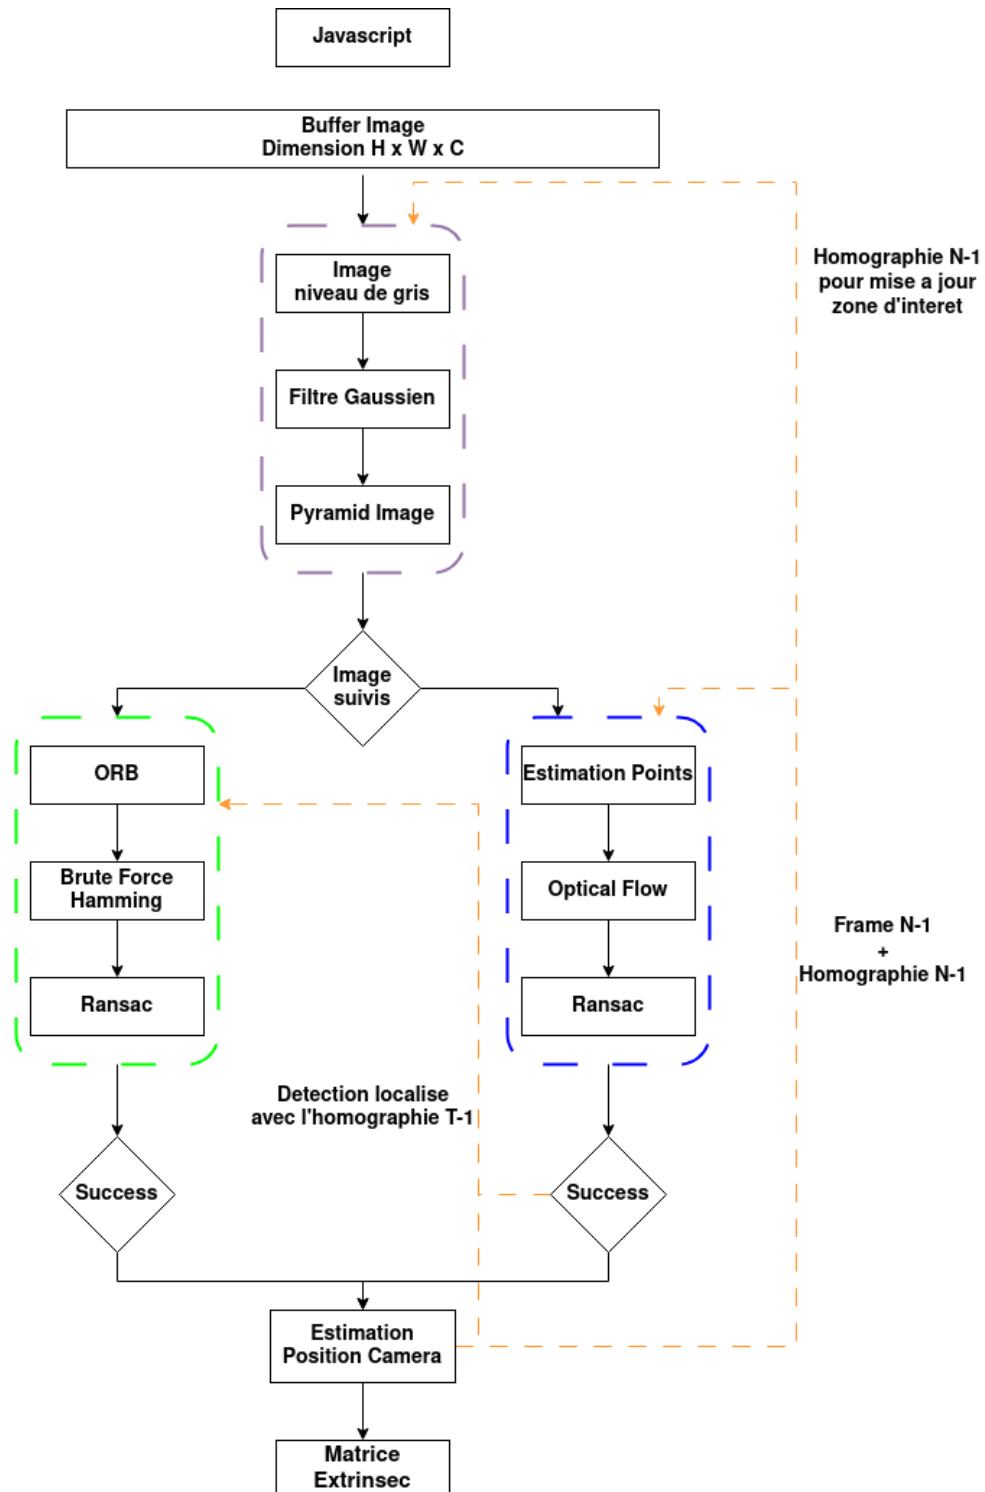 Javascript
Buffer Image
Dimension H x W x C
Homographie N-1
pour mise a jour
zone d'interet
Image
niveau de gris
Filtre Gaussien
Pyramid Image
Image
suivis
ORB
Estimation Points
Brute Force
Hamming
Optical Flow
Frame N-1
+
Homographie N-1
Ransac
Ransac
Detection localise
avec l'homographie T-1
Success
Success
Estimation
Position Camera
Matrice
Extrinsec